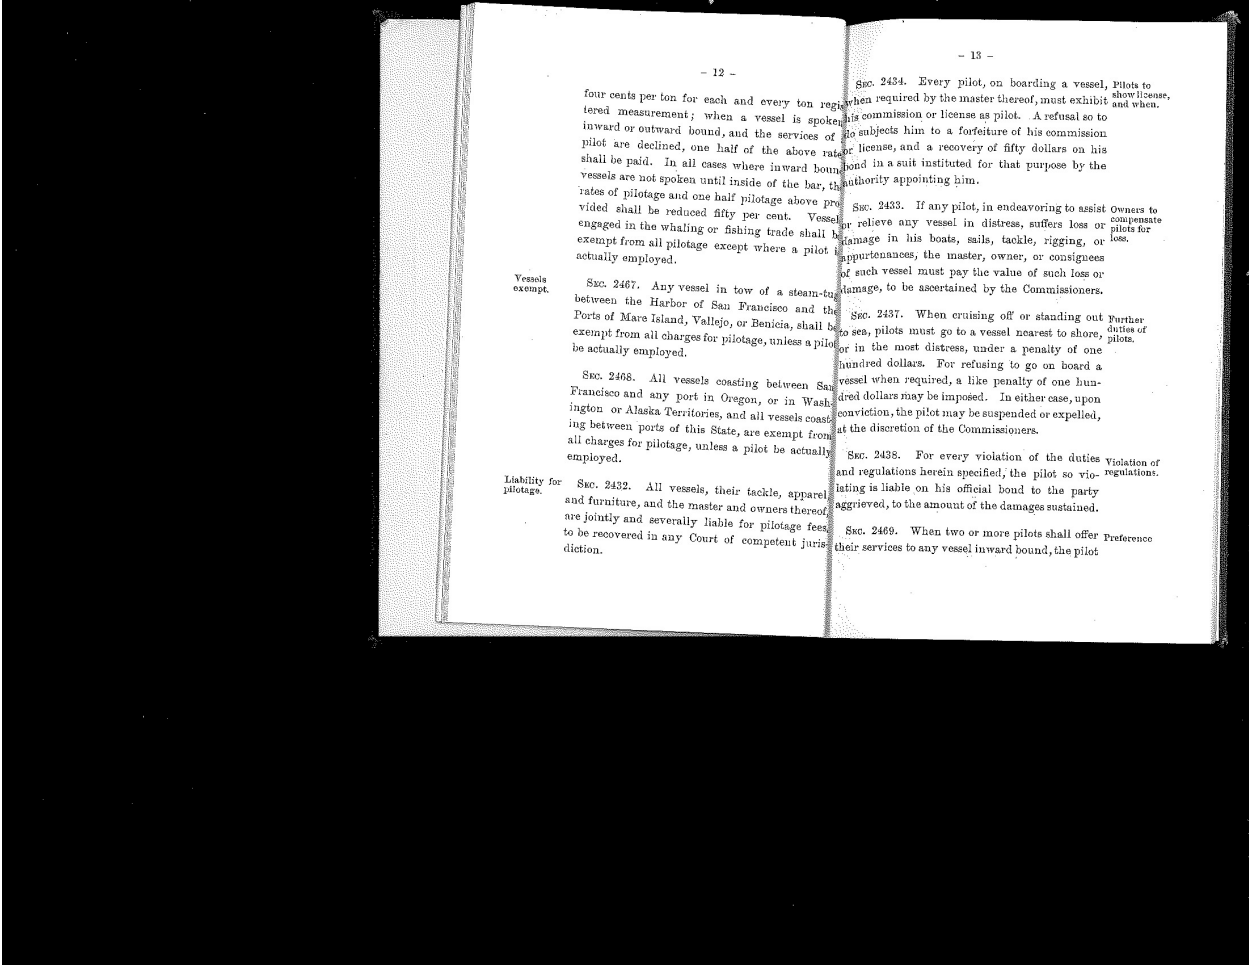 – 12 –
four cents per ton for each and every ton regis
tered measurement; when a vessel is spoken
inward or outward bound, and the services of
pilot are declined, one half of the above rate
shall be paid. In all cases where inward boun
vessels are not spoken until inside of the bar, th
rates of pilotage and one half pilotage above pro
vided shall be reduced fifty per cent. Vessel
engaged in the whaling or fishing trade shall b
exempt from all pilotage except where a pilot i
actually employed.
Vessels
exempt.
SEC. 2467. Any vessel in tow of a steam-tug
between the Harbor of San Francisco and the
Ports of Mare Island, Vallejo, or Benicia, shall be
exempt from all charges for pilotage, unless a pilot
be actually employed.
SEC. 2468. All vessels coasting between San
Francisco and any port in Oregon, or in Wash-
ington or Alaska Territories, and all vessels coast-
ing between ports of this State, are exempt from
all charges for pilotage, unless a pilot be actually
employed.
Liability for
pilotage.
SEC. 2432. All vessels, their tackle, apparel,
and furniture, and the master and owners thereof,
are jointly and severally liable for pilotage fees,
to be recovered in any Court of competent juris-
diction.
– 13 –
SEC. 2434. Every pilot, on boarding a vessel,
when required by the master thereof, must exhibit
his commission or license as pilot. A refusal so to
do subjects him to a forfeiture of his commission
or license, and a recovery of fifty dollars on his
bond in a suit instituted for that purpose by the
authority appointing him.
Pilots to
show license,
and when.
SEC. 2433. If any pilot, in endeavoring to assist
or relieve any vessel in distress, suffers loss or
damage in his boats, sails, tackle, rigging, or
appurtenances, the master, owner, or consignees
of such vessel must pay the value of such loss or
damage, to be ascertained by the Commissioners.
Owners to
compensate
pilots for
loss.
SEC. 2437. When cruising off or standing out
to sea, pilots must go to a vessel nearest to shore,
or in the most distress, under a penalty of one
hundred dollars. For refusing to go on board a
vessel when required, a like penalty of one hun-
dred dollars may be imposed. In either case, upon
conviction, the pilot may be suspended or expelled,
at the discretion of the Commissioners.
Further
duties of
pilots.
SEC. 2438. For every violation of the duties
and regulations herein specified, the pilot so vio-
lating is liable on his official bond to the party
aggrieved, to the amount of the damages sustained.
Violation of
regulations.
SEC. 2469. When two or more pilots shall offer
their services to any vessel inward bound, the pilot
Preference